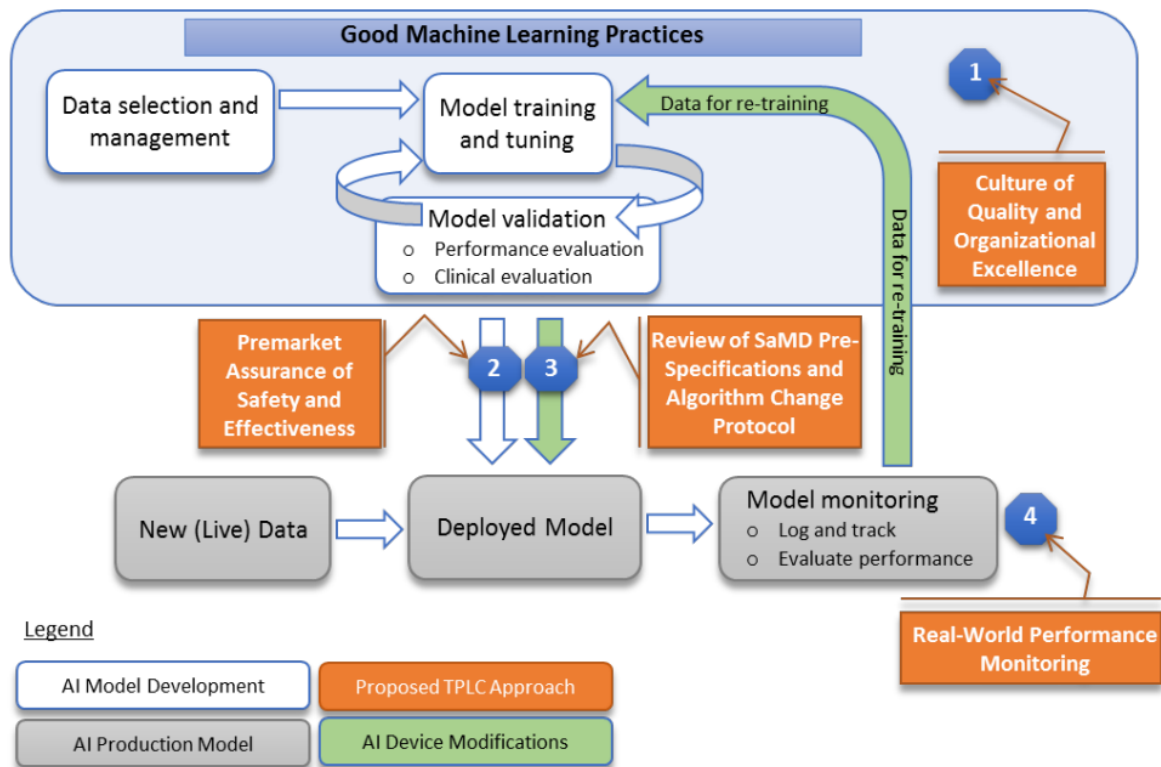 Good Machine Learning Practices
Data selection and
management
Model training
and tuning
Data for re-training
1
Culture of
Quality and
Organizational
Excellence
Model validation
o Performance evaluation
o Clinical evaluation
Data for re-training
Premarket
Assurance of
Safety and
Effectiveness
2
3
Review of SaMD Pre-
Specifications and
Algorithm Change
Protocol
New (Live) Data
Deployed Model
Model monitoring
o Log and track
o Evaluate performance
4
Real-World Performance
Monitoring
Legend
AI Model Development
Proposed TPLC Approach
AI Production Model
AI Device Modifications